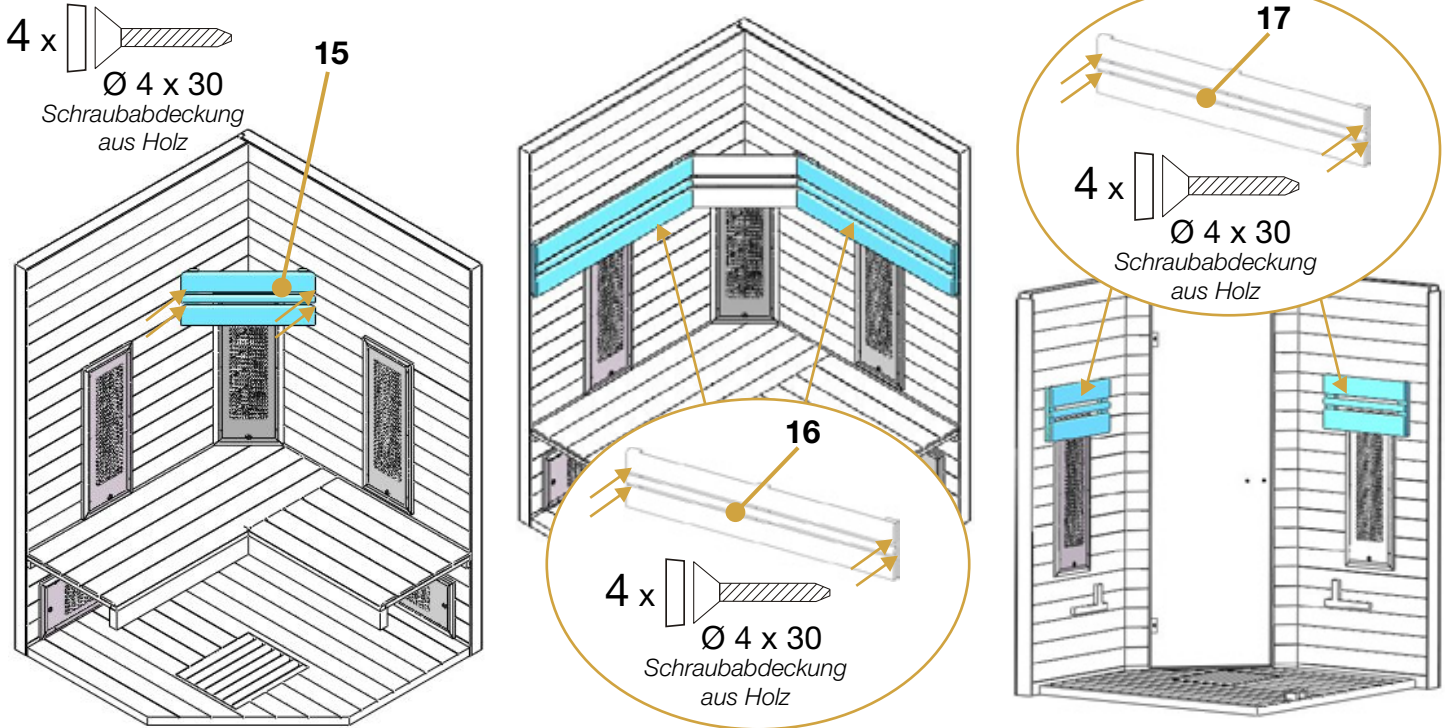 4 x
Ø 4 x 30
Schraubabdeckung
aus Holz
15
16
4 x
Ø 4 x 30
Schraubabdeckung
aus Holz
17
4 x
Ø 4 x 30
Schraubabdeckung
aus Holz